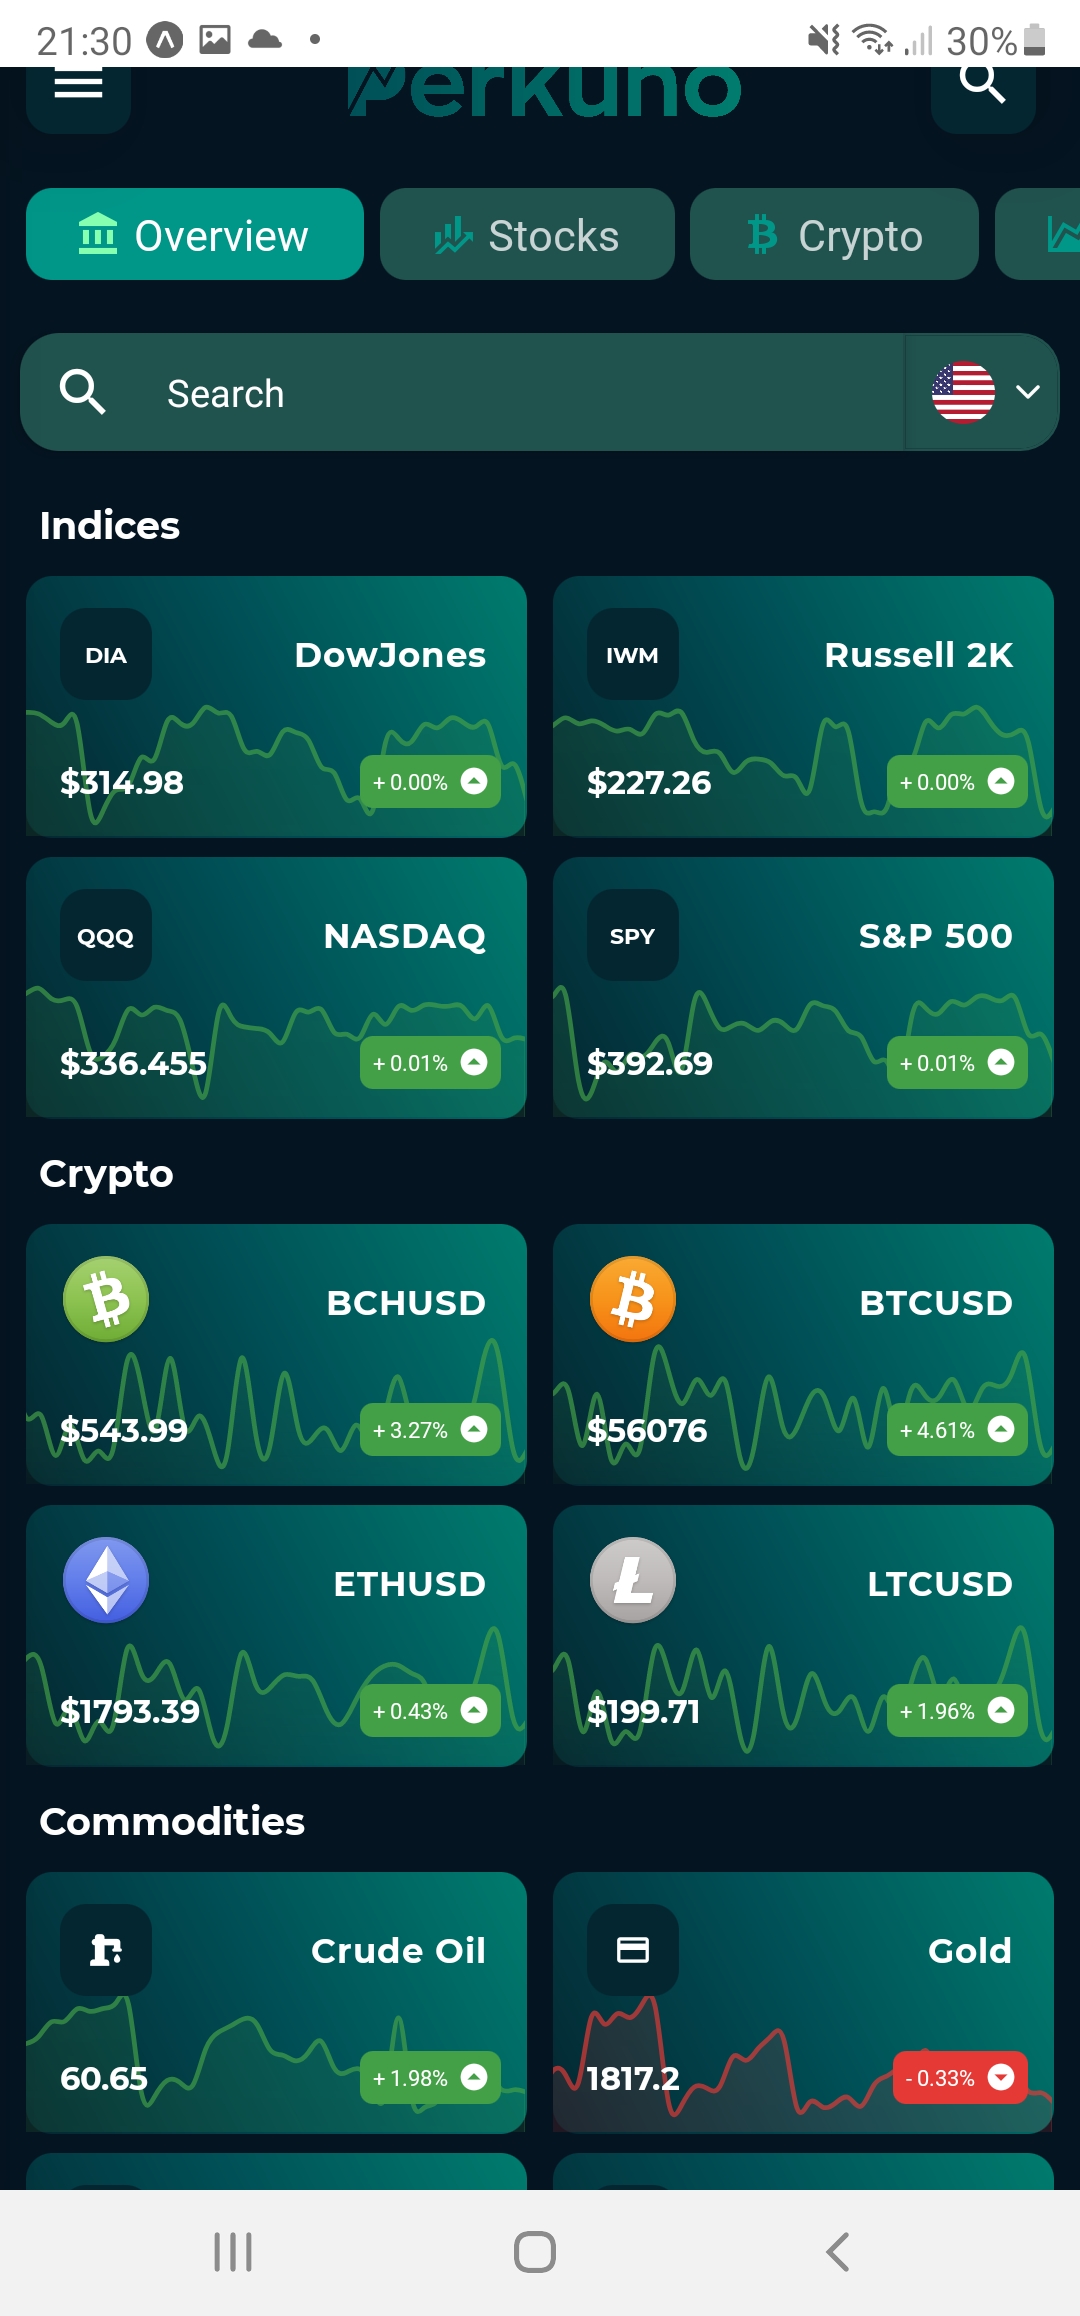 21:30 30%
Perkuno
Overview Stocks Crypto
Search
Indices
DIA DowJones
$314.98 + 0.00%
IWM Russell 2K
$227.26 + 0.00%
QQQ NASDAQ
$336.455 + 0.01%
SPY S&P 500
$392.69 + 0.01%
Crypto
BCHUSD
$543.99 + 3.27%
BTCUSD
$56076 + 4.61%
ETHUSD
$1793.39 + 0.43%
LTCUSD
$199.71 + 1.96%
Commodities
Crude Oil
60.65 + 1.98%
Gold
1817.2 - 0.33%